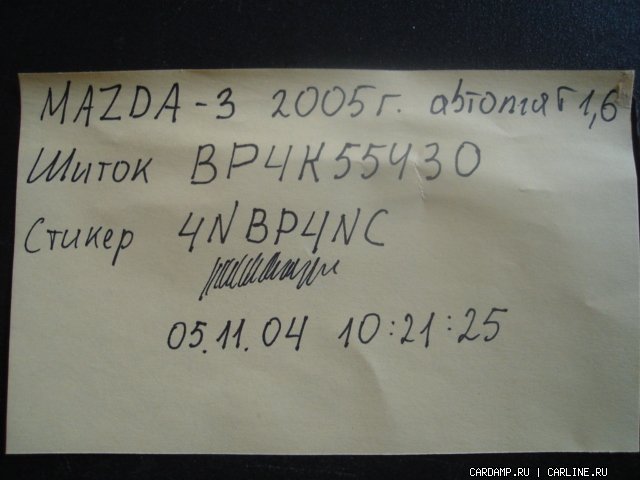 MAZDA-3 2005г. автомат 1,6
Щиток BP4K55430
Стикер 4NBP4NC
05.11.04 10:21:25
CARDAMP.RU | CARLINE.RU